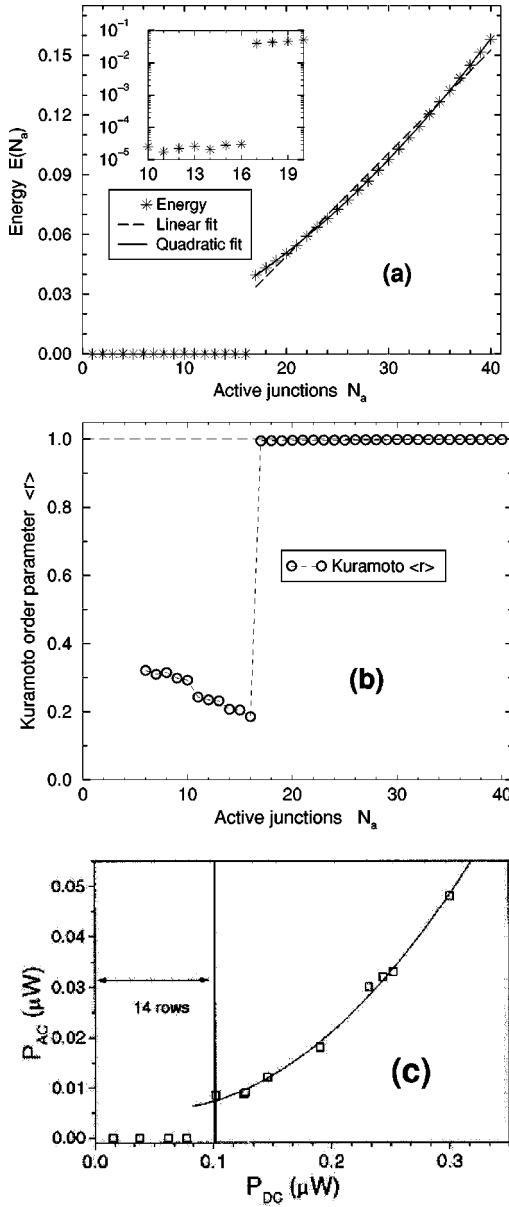 10⁻¹
10⁻²
10⁻³
10⁻⁴
10⁻⁵
10 13 16 19
0.15
0.12
0.09
0.06
0.03
0.00
Energy E(Nₐ)
Energy
Linear fit
Quadratic fit
(a)
0 10 20 30 40
Active junctions Nₐ
1.0
0.8
0.6
0.4
0.2
0.0
Kuramoto order parameter <r>
Kuramoto <r>
(b)
0 10 20 30 40
Active junctions Nₐ
0.05
0.04
0.03
0.02
0.01
0.00
P_AC (μW)
14 rows
(c)
0.0 0.1 0.2 0.3
P_DC (μW)